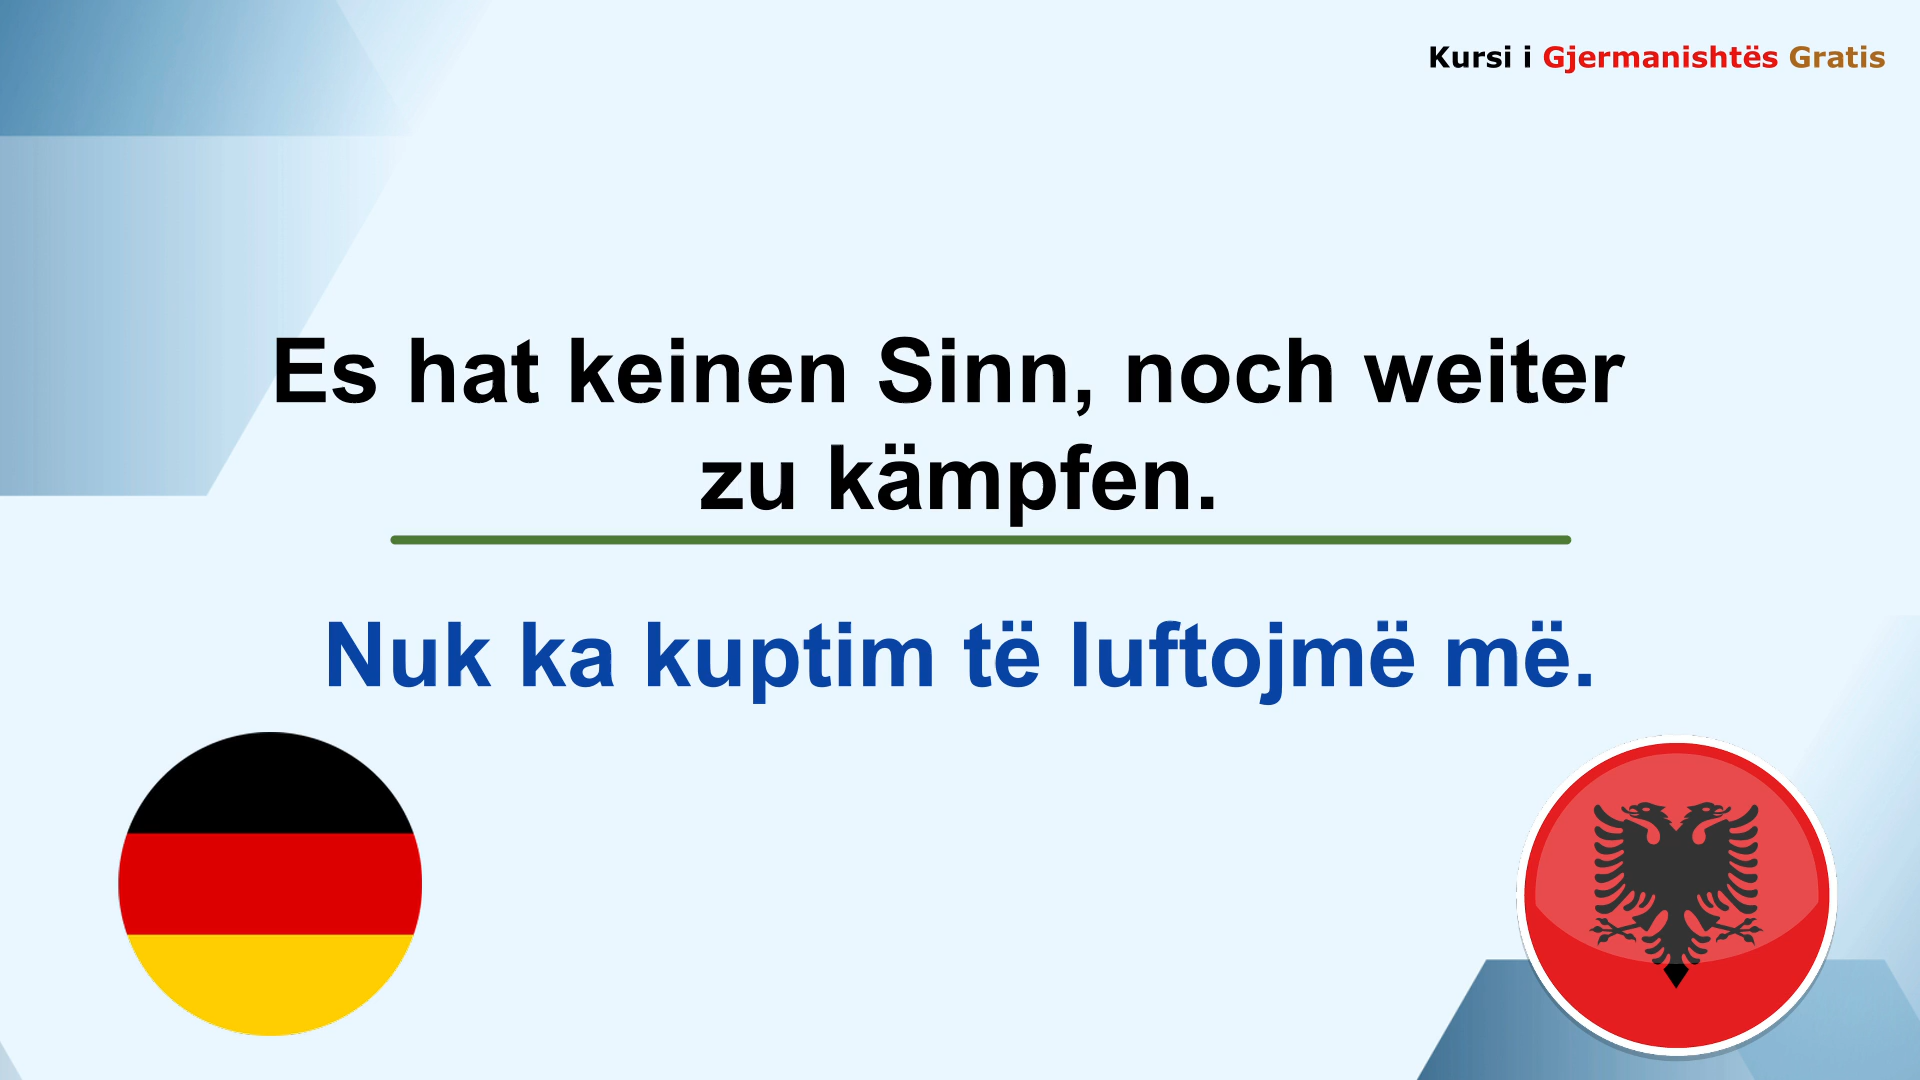 Kursi i Gjermanishtës Gratis
Es hat keinen Sinn, noch weiter
zu kämpfen.
Nuk ka kuptim të luftojmë më.